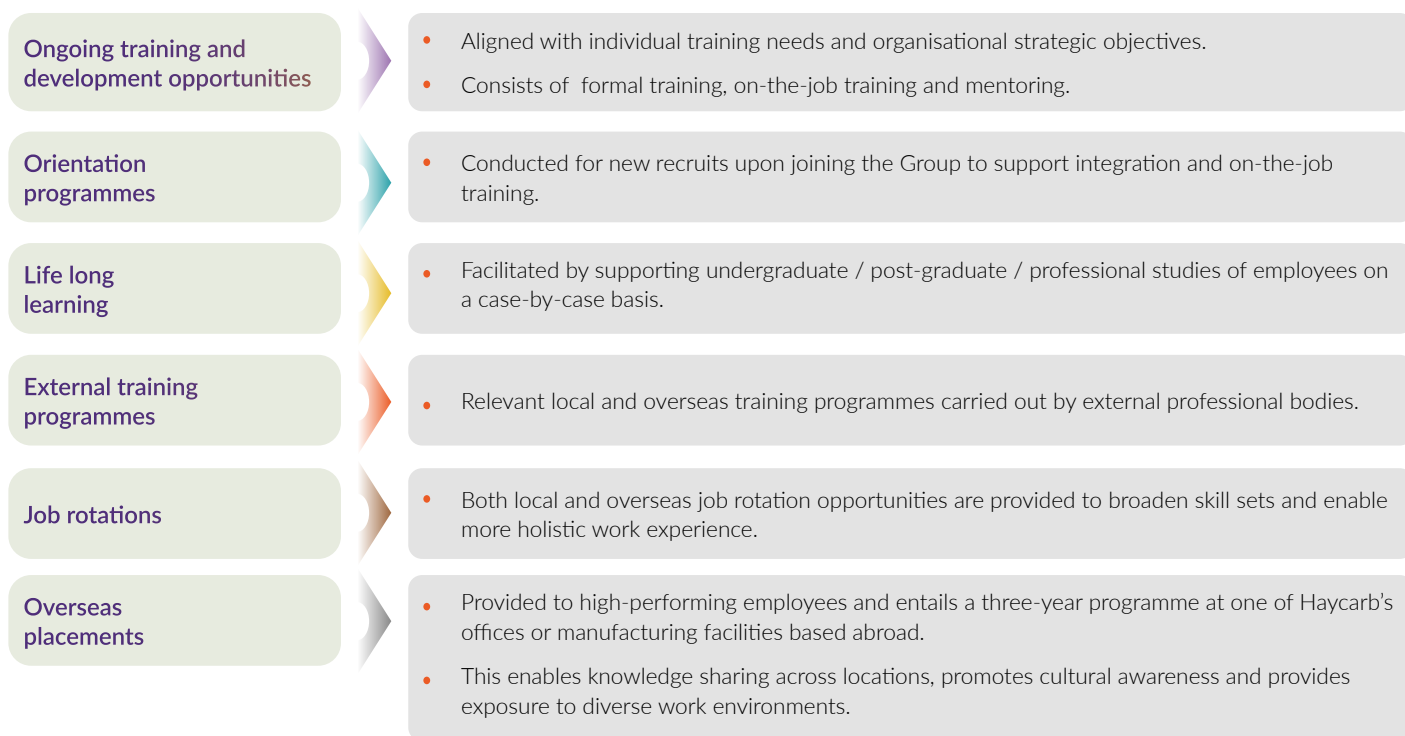 Ongoing training and
development opportunities
• Aligned with individual training needs and organisational strategic objectives.
• Consists of formal training, on-the-job training and mentoring.
Orientation
programmes
• Conducted for new recruits upon joining the Group to support integration and on-the-job
training.
Life long
learning
• Facilitated by supporting undergraduate / post-graduate / professional studies of employees on
a case-by-case basis.
External training
programmes
• Relevant local and overseas training programmes carried out by external professional bodies.
Job rotations
• Both local and overseas job rotation opportunities are provided to broaden skill sets and enable
more holistic work experience.
Overseas
placements
• Provided to high-performing employees and entails a three-year programme at one of Haycarb’s
offices or manufacturing facilities based abroad.
• This enables knowledge sharing across locations, promotes cultural awareness and provides
exposure to diverse work environments.